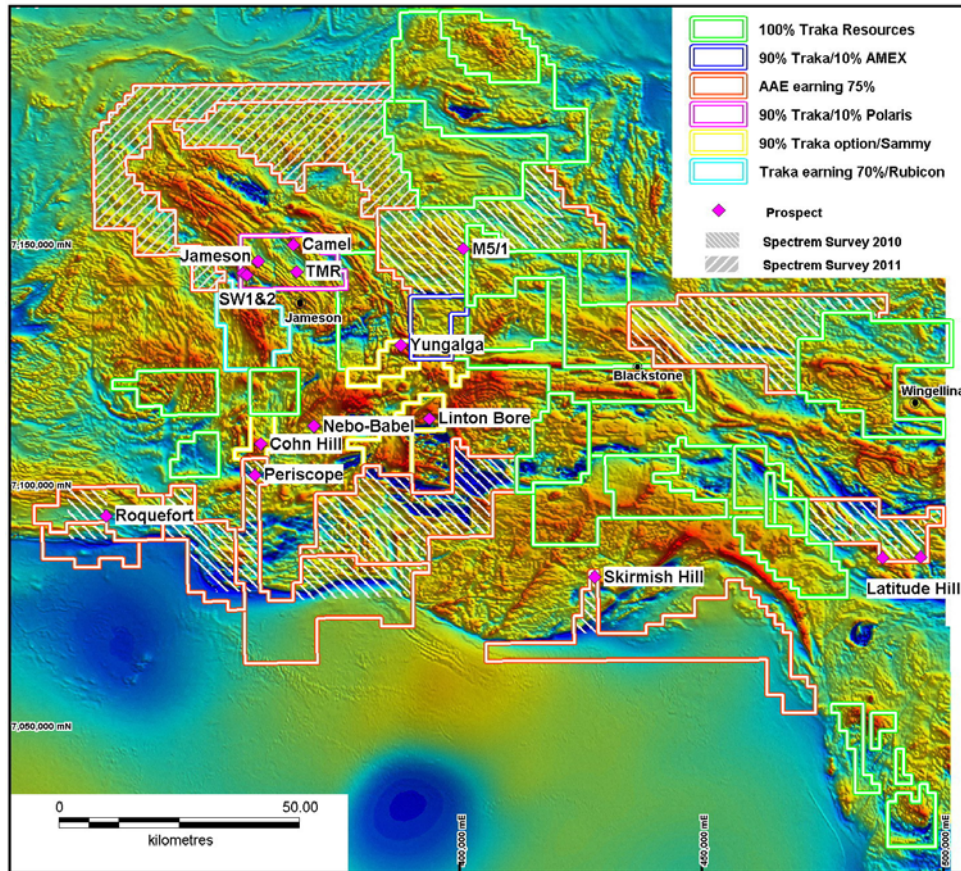 100% Traka Resources
90% Traka/10% AMEX
AAE earning 75%
90% Traka/10% Polaris
90% Traka option/Sammy
Traka earning 70%/Rubicon
Prospect
Spectrem Survey 2010
Spectrem Survey 2011
7,150,000 mN
Camel
M5/1
Jameson
TMR
SW1&2
Jameson
Yungalga
Blackstone
Wingellina
Linton Bore
Nebo-Babel
Cohn Hill
Periscope
7,100,000 mN
Roquefort
Skirmish Hill
Latitude Hill
7,050,000 mN
0 50.00
kilometres
400,000 mE
450,000 mE
500,000 mE